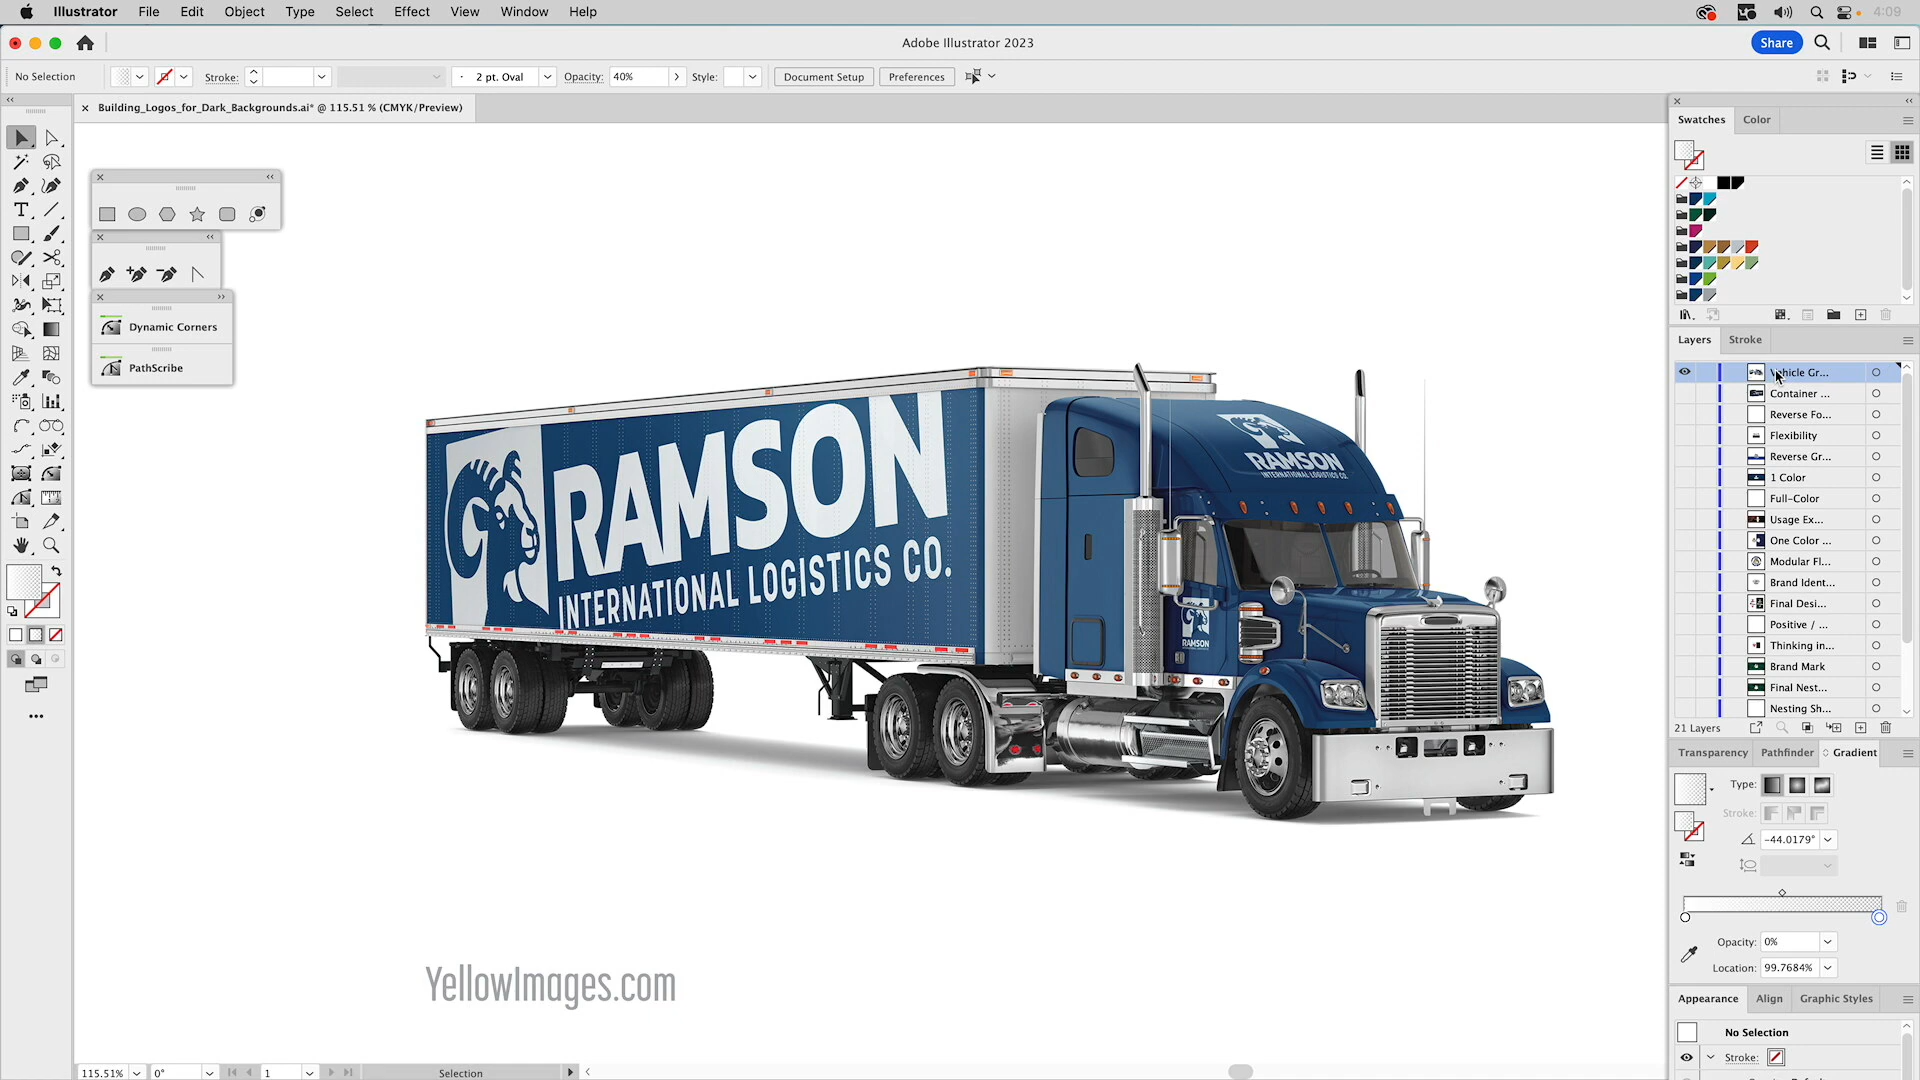 Illustrator File Edit Object Type Select Effect View Window Help 4:09
Adobe Illustrator 2023
Share
No Selection
Stroke:
2 pt. Oval
Opacity: 40%
Style:
Document Setup
Preferences
× Building_Logos_for_Dark_Backgrounds.ai* @ 115.51 % (CMYK/Preview)
Swatches Color
Dynamic Corners
PathScribe
Layers Stroke
Vehicle Gr...
Container ...
Reverse Fo...
Flexibility
Reverse Gr...
1 Color
Full-Color
Usage Ex...
One Color ...
Modular Fl...
Brand Ident...
Final Desi...
Positive / ...
Thinking in...
Brand Mark
Final Nest...
Nesting Sh...
21 Layers
RAMSON
INTERNATIONAL LOGISTICS CO.
RAMSON
INTERNATIONAL LOGISTICS CO.
RAMSON
Transparency Pathfinder Gradient
Type:
Stroke:
-44.0179°
Opacity: 0%
Location: 99.7684%
YellowImages.com
Appearance Align Graphic Styles
No Selection
Stroke:
115.51% 0° 1 Selection